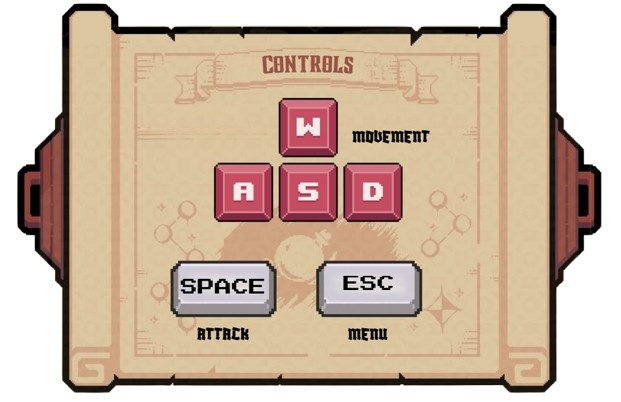 CONTROLS
W
MOVEMENT
A S D
SPACE ESC
ATTACK MENU